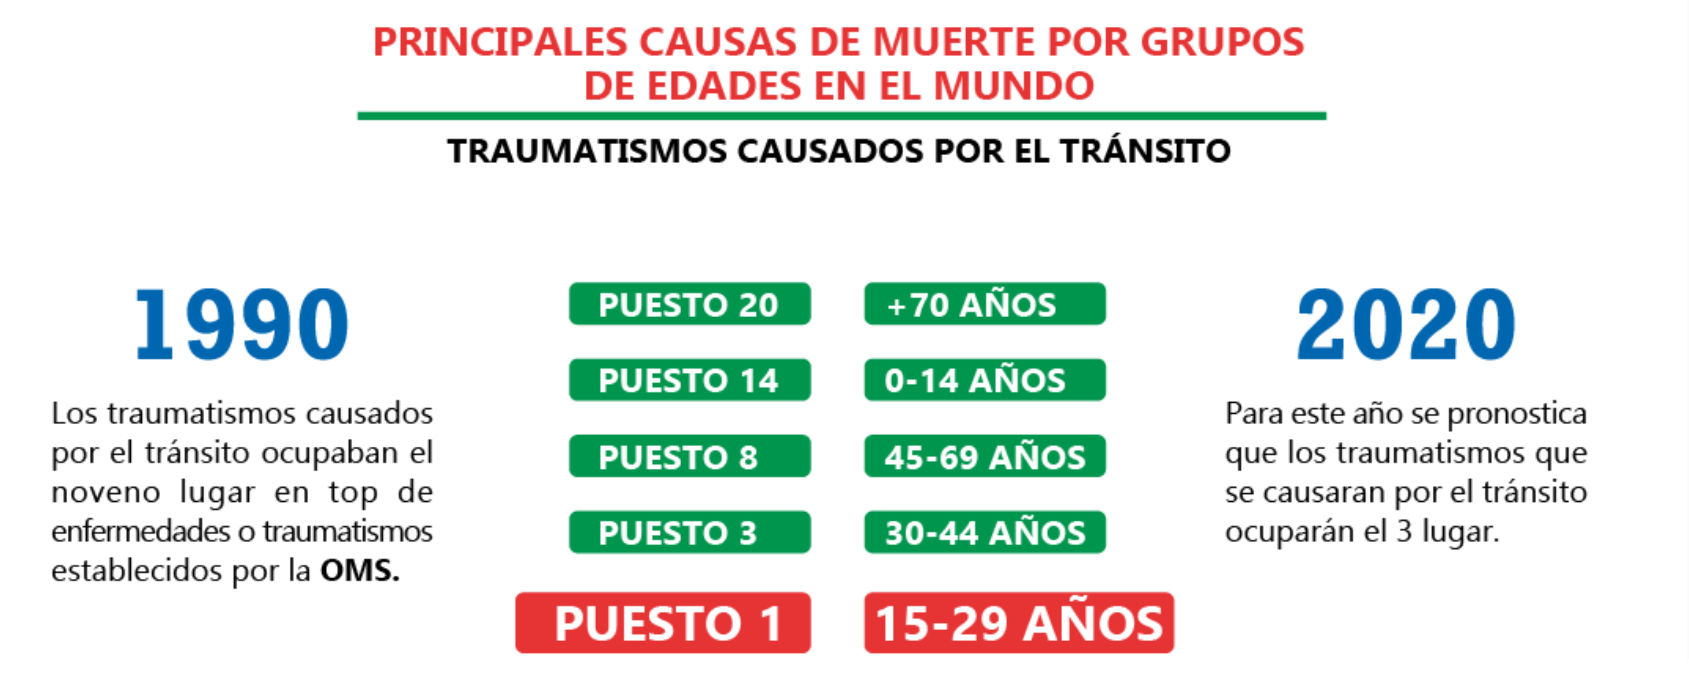 PRINCIPALES CAUSAS DE MUERTE POR GRUPOS
DE EDADES EN EL MUNDO
TRAUMATISMOS CAUSADOS POR EL TRÁNSITO
1990
Los traumatismos causados
por el tránsito ocupaban el
noveno lugar en top de
enfermedades o traumatismos
establecidos por la OMS.
PUESTO 20 +70 AÑOS
PUESTO 14 0-14 AÑOS
PUESTO 8 45-69 AÑOS
PUESTO 3 30-44 AÑOS
PUESTO 1 15-29 AÑOS
2020
Para este año se pronostica
que los traumatismos que
se causaran por el tránsito
ocuparán el 3 lugar.